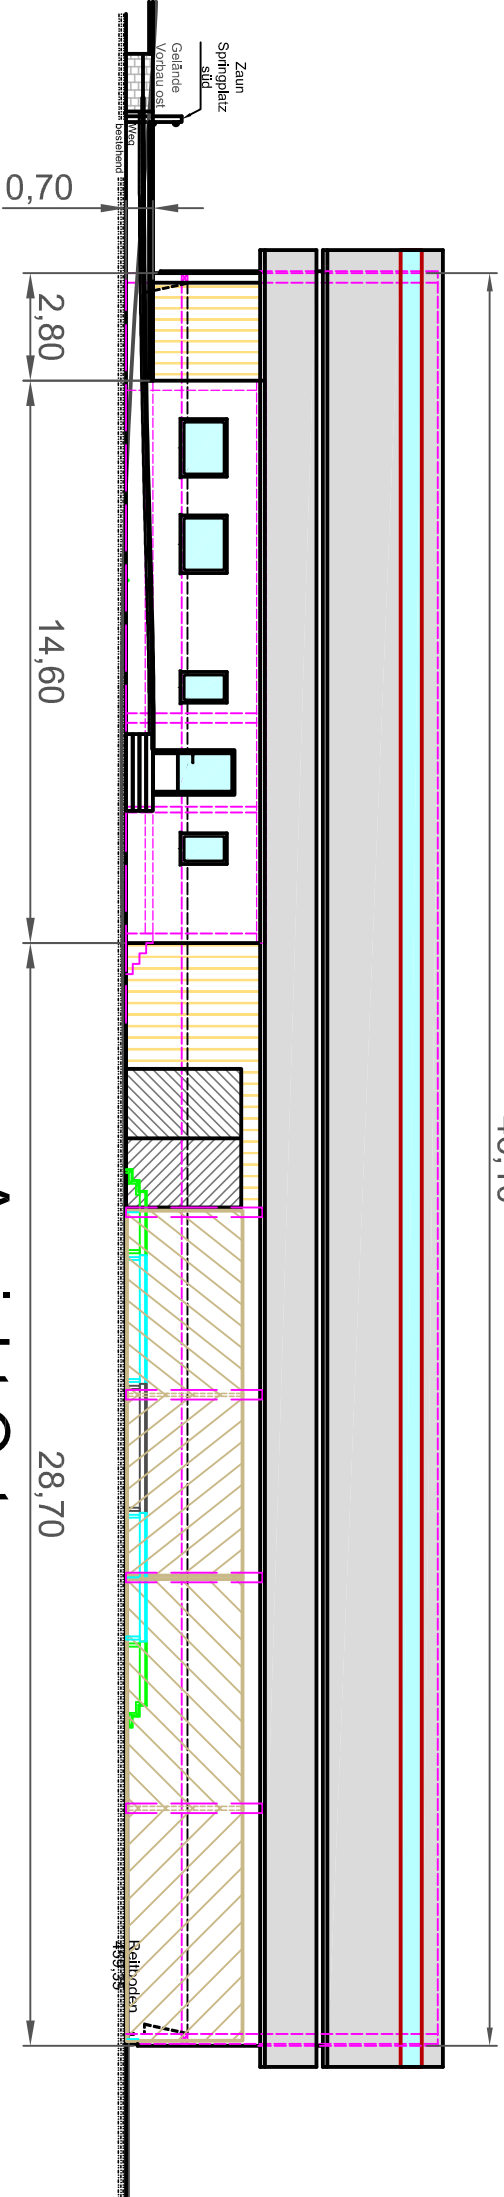 Zaun
Springplatz
süd
Gelände
Vorbau ost
Weg
bestehend
0,70
2,80
14,60
28,70
Reitboden